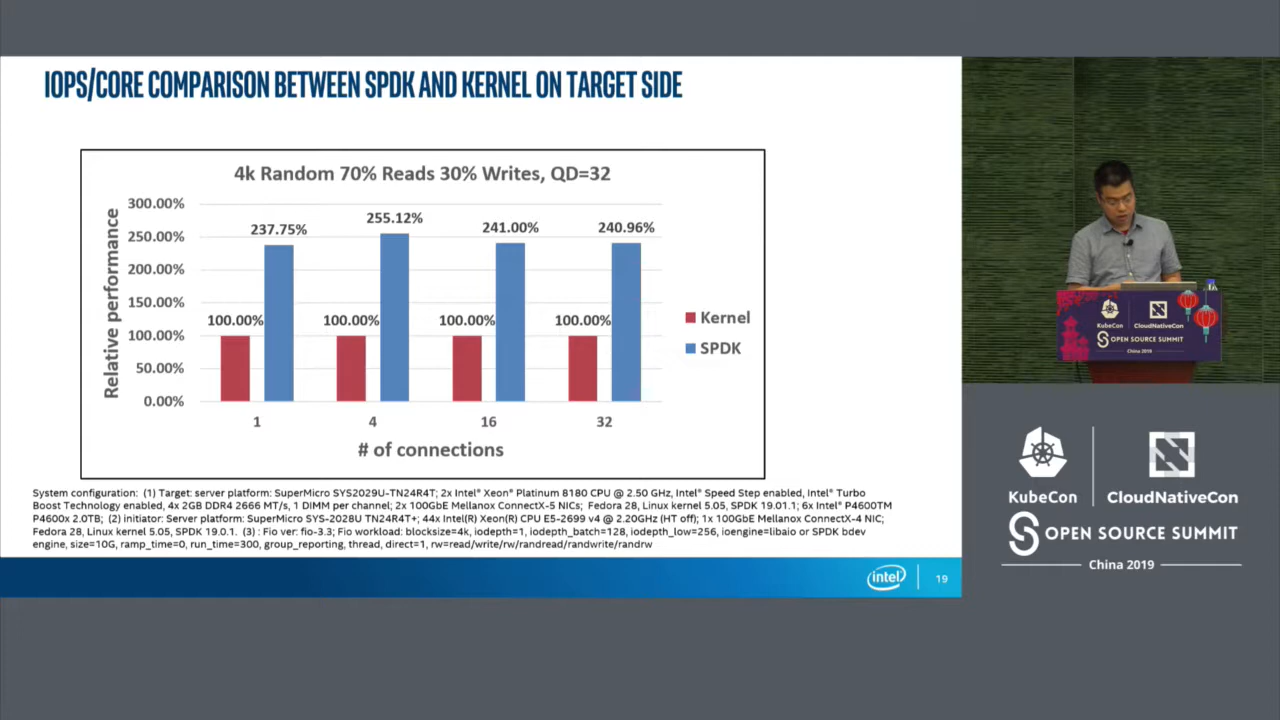 IOPS/CORE COMPARISON BETWEEN SPDK AND KERNEL ON TARGET SIDE
4k Random 70% Reads 30% Writes, QD=32
Relative performance
300.00%
250.00%
200.00%
150.00%
100.00%
50.00%
0.00%
237.75%
255.12%
241.00%
240.96%
100.00%
100.00%
100.00%
100.00%
1
4
16
32
# of connections
Kernel
SPDK
System configuration: (1) Target: server platform: SuperMicro SYS2029U-TN24R4T; 2x Intel® Xeon® Platinum 8180 CPU @ 2.50 GHz, Intel® Speed Step enabled, Intel® Turbo
Boost Technology enabled, 4x 2GB DDR4 2666 MT/s, 1 DIMM per channel; 2x 100GbE Mellanox ConnectX-5 NICs; Fedora 28, Linux kernel 5.05, SPDK 19.01.1; 6x Intel® P4600TM
P4600x 2.0TB; (2) initiator: Server platform: SuperMicro SYS-2028U TN24R4T+; 44x Intel(R) Xeon(R) CPU E5-2699 v4 @ 2.20GHz (HT off); 1x 100GbE Mellanox ConnectX-4 NIC;
Fedora 28, Linux kernel 5.05, SPDK 19.0.1. (3) : Fio ver: fio-3.3; Fio workload: blocksize=4k, iodepth=1, iodepth_batch=128, iodepth_low=256, ioengine=libaio or SPDK bdev
engine, size=10G, ramp_time=0, run_time=300, group_reporting, thread, direct=1, rw=read/write/rw/randread/randwrite/randrw
intel
19
KubeCon
CloudNativeCon
OPEN SOURCE SUMMIT
China 2019
KubeCon
CloudNativeCon
OPEN SOURCE SUMMIT
China 2019